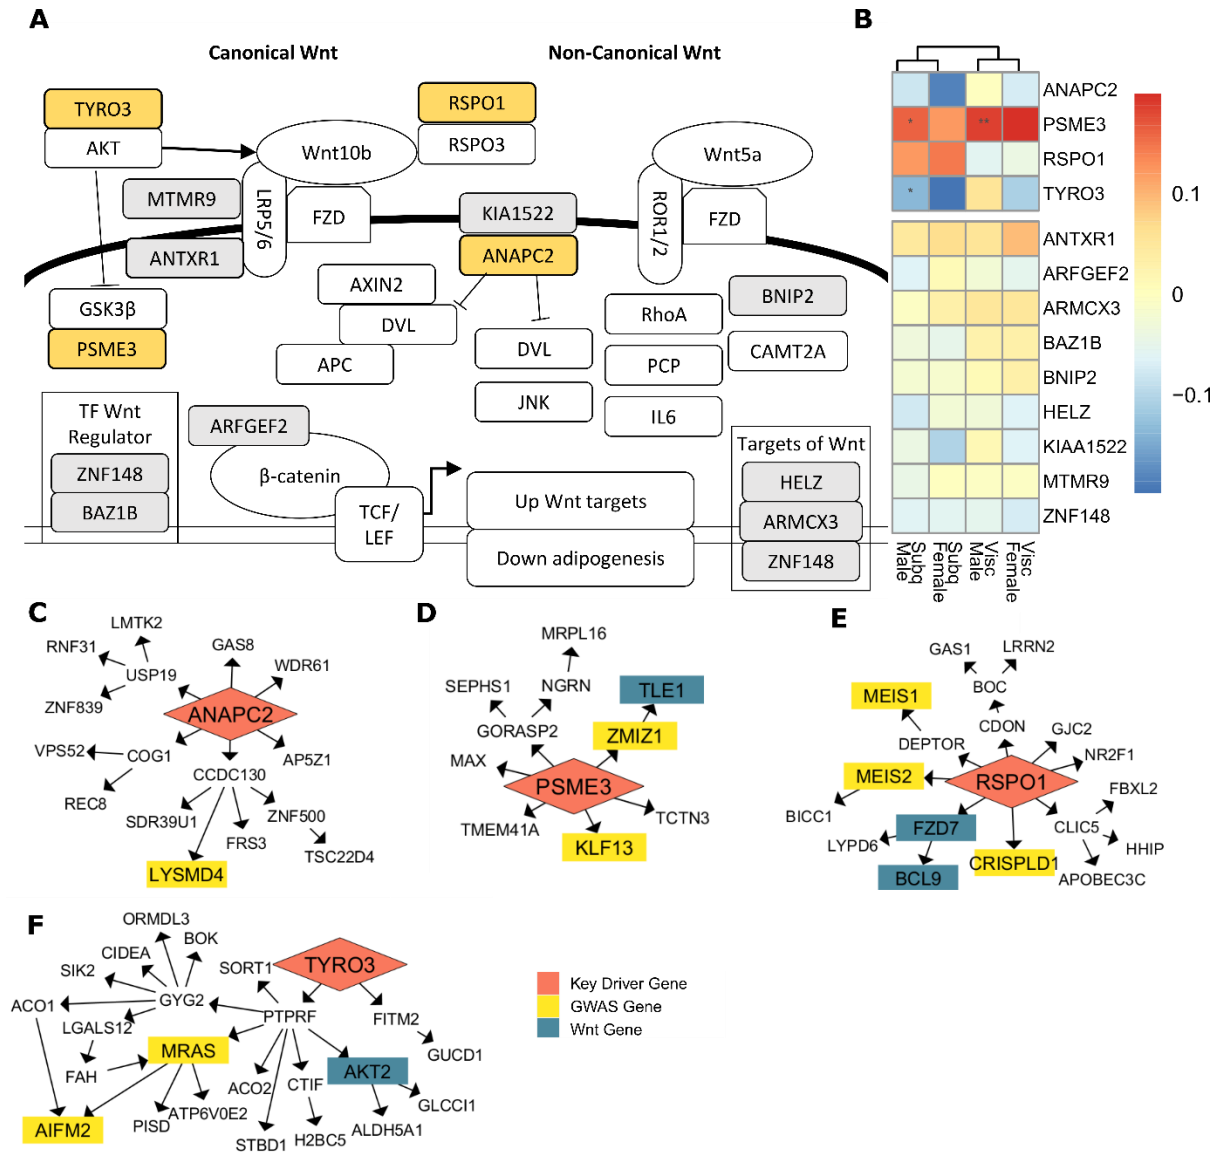 A
Canonical Wnt
Non-Canonical Wnt
TYRO3
AKT
RSPO1
RSPO3
Wnt10b
Wnt5a
MTMR9
LRP5/6
FZD
KIA1522
ROR1/2
FZD
ANTXR1
ANAPC2
AXIN2
BNIP2
GSK3β
DVL
RhoA
PSME3
APC
DVL
PCP
CAMT2A
JNK
IL6
TF Wnt
Regulator
ARFGEF2
Targets of Wnt
ZNF148
β-catenin
HELZ
BAZ1B
TCF/
LEF
Up Wnt targets
ARMCX3
Down adipogenesis
ZNF148
B
ANAPC2
PSME3
* **
RSPO1
TYRO3
*
ANTXR1
ARFGEF2
ARMCX3
BAZ1B
BNIP2
HELZ
KIAA1522
MTMR9
ZNF148
0.1
0
−0.1
Subq
Male
Subq
Female
Visc
Male
Visc
Female
C
LMTK2
RNF31
GAS8
USP19
WDR61
ZNF839
ANAPC2
VPS52
COG1
AP5Z1
CCDC130
REC8
SDR39U1
ZNF500
FRS3
TSC22D4
LYSMD4
D
MRPL16
SEPHS1
NGRN
TLE1
GORASP2
ZMIZ1
MAX
PSME3
TCTN3
TMEM41A
KLF13
E
GAS1
LRRN2
BOC
MEIS1
CDON
GJC2
DEPTOR
NR2F1
MEIS2
RSPO1
FBXL2
BICC1
FZD7
CLIC5
LYPD6
HHIP
CRISPLD1
BCL9
APOBEC3C
F
ORMDL3
BOK
CIDEA
SORT1
TYRO3
SIK2
ACO1
GYG2
LGALS12
PTPRF
FITM2
MRAS
GUCD1
FAH
AKT2
ACO2
CTIF
GLCCI1
ATP6V0E2
AIFM2
PISD
STBD1
H2BC5
ALDH5A1
Key Driver Gene
GWAS Gene
Wnt Gene